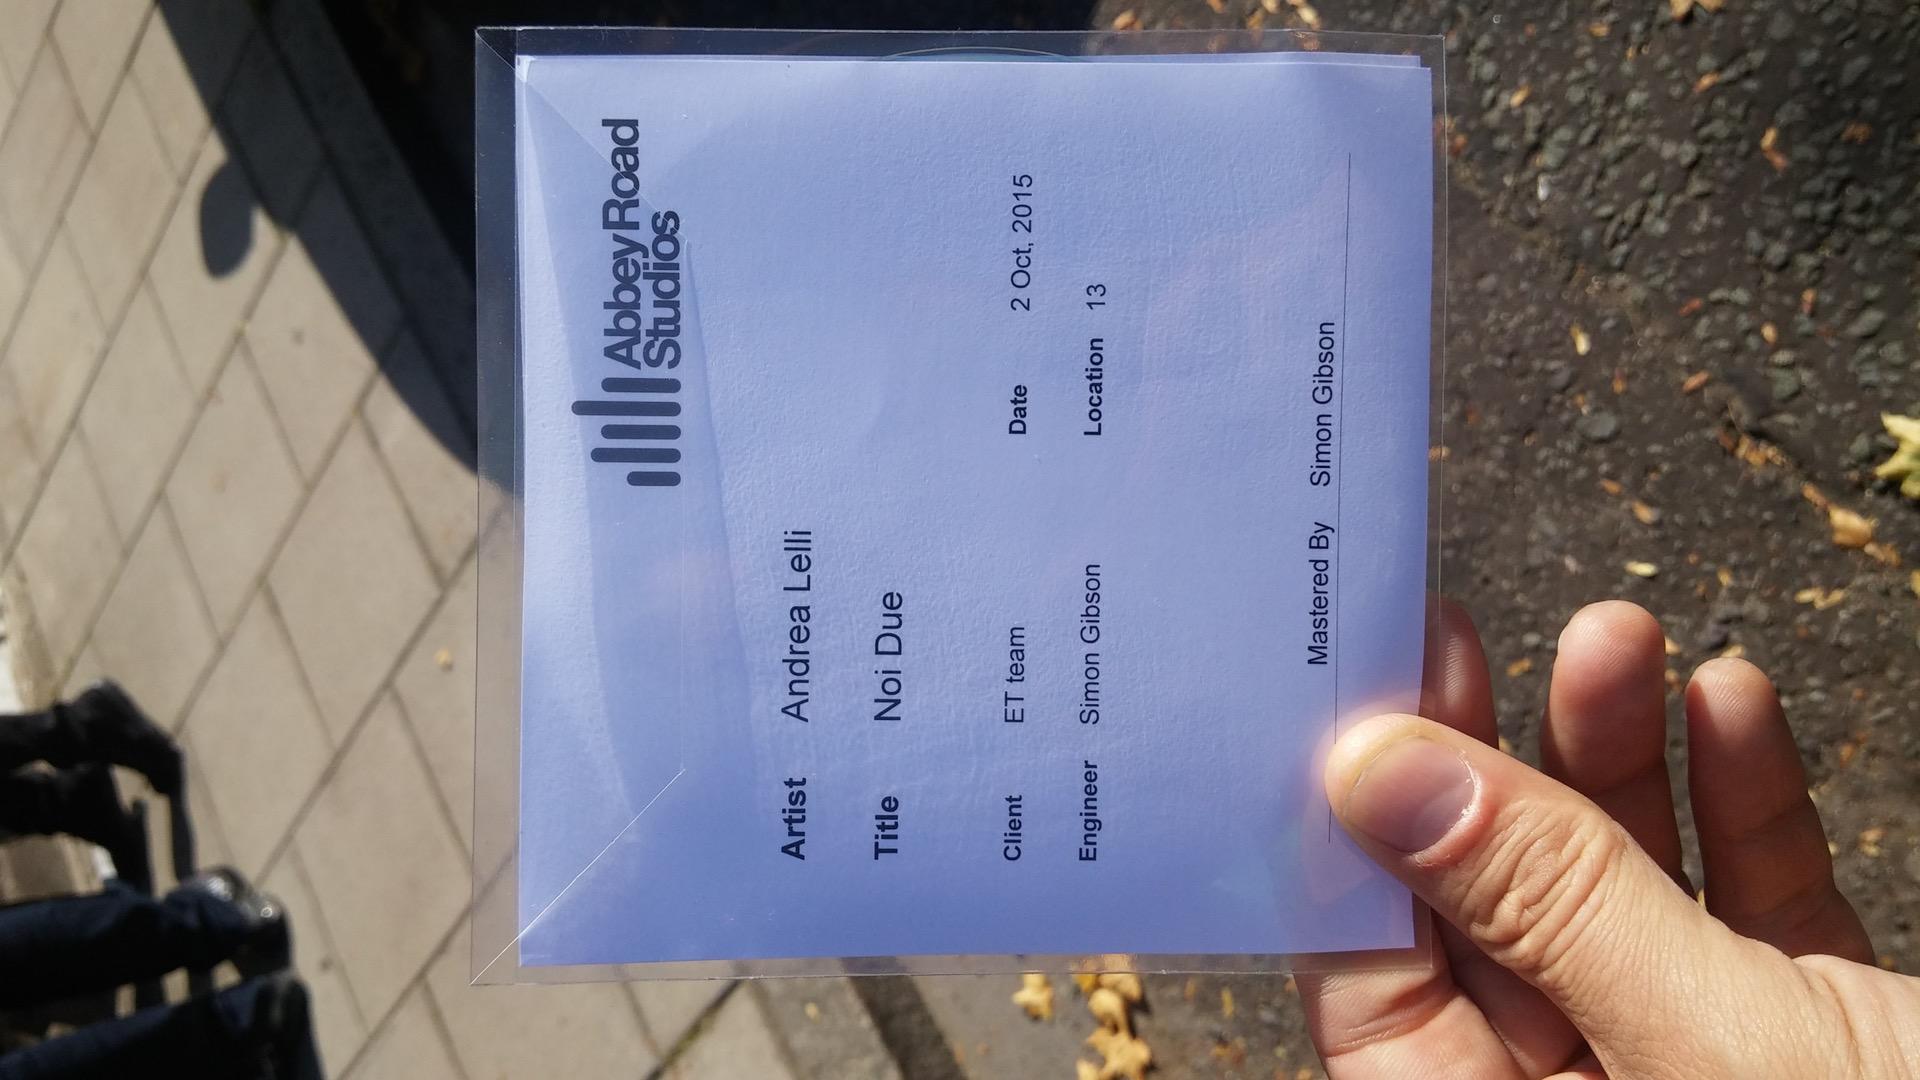 Abbey Road
Studios
Artist Andrea Lelli
Title Noi Due
Client ET team Date 2 Oct, 2015
Engineer Simon Gibson Location 13
Mastered By Simon Gibson